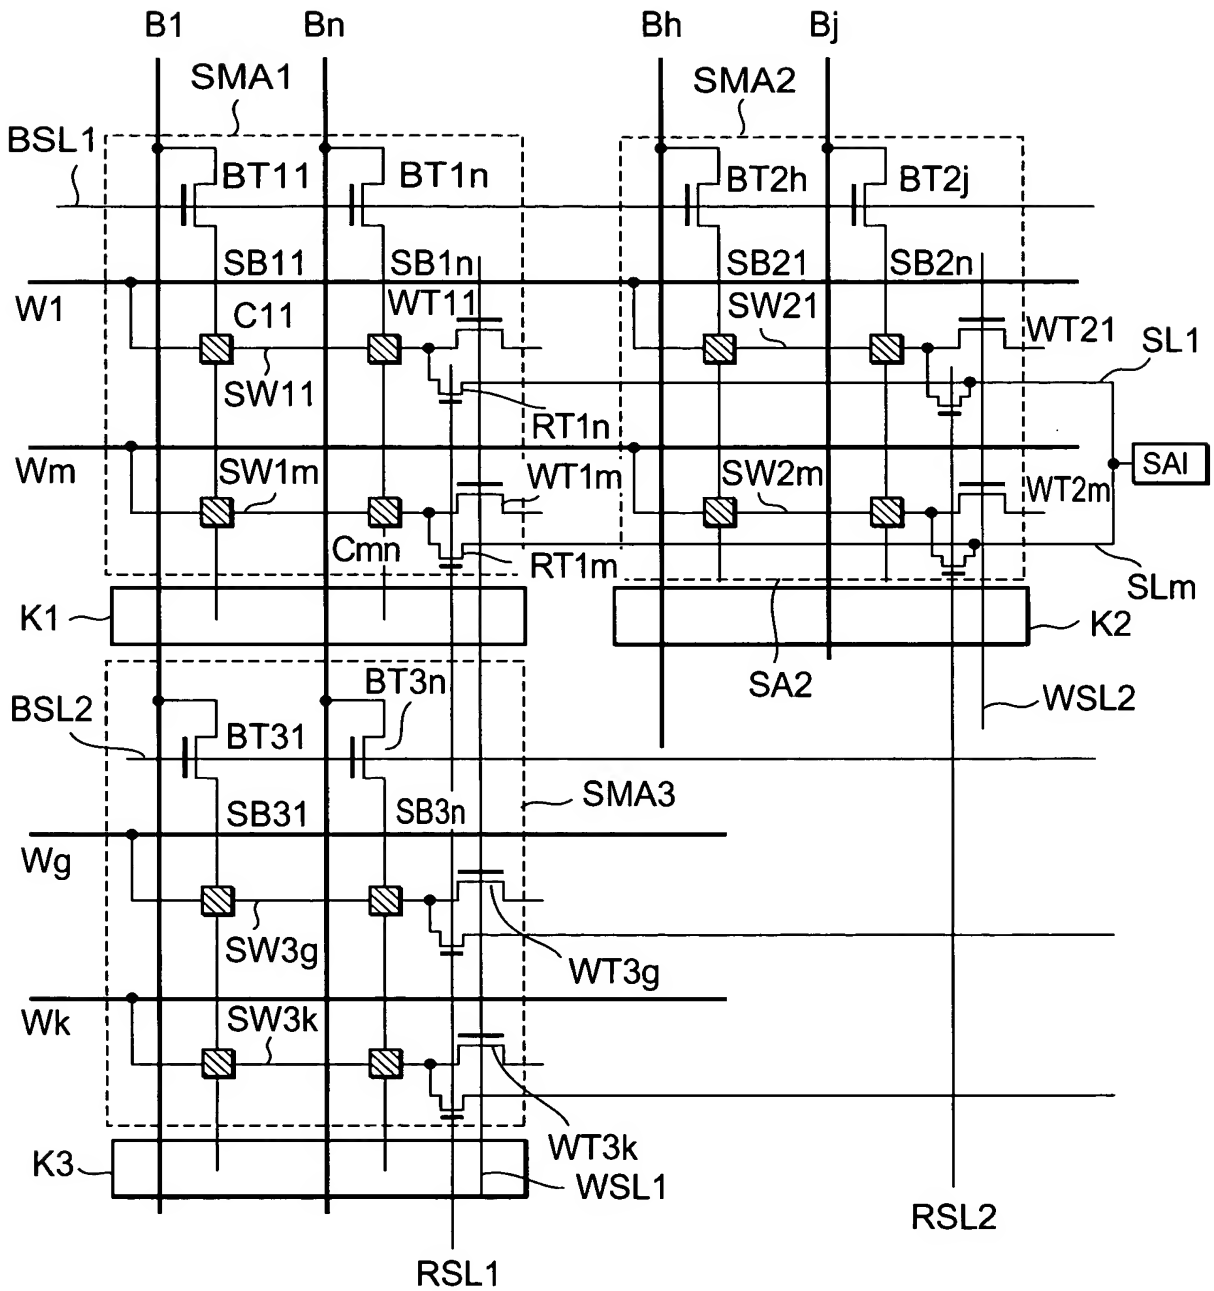 B1 Bn Bh Bj
SMA1 SMA2
BSL1
BT11 BT1n BT2h BT2j
SB11 SB1n SB21 SB2n
W1 C11 WT11 SW21 WT21 SL1
SW11
RT1n
Wm SW1m WT1m SW2m WT2m SAI
Cmn RT1m SLm
K1 K2
SA2
BT3n
WSL2
BSL2
BT31
SMA3
SB31 SB3n
Wg
SW3g WT3g
Wk SW3k
WT3k
K3 WSL1
RSL2
RSL1